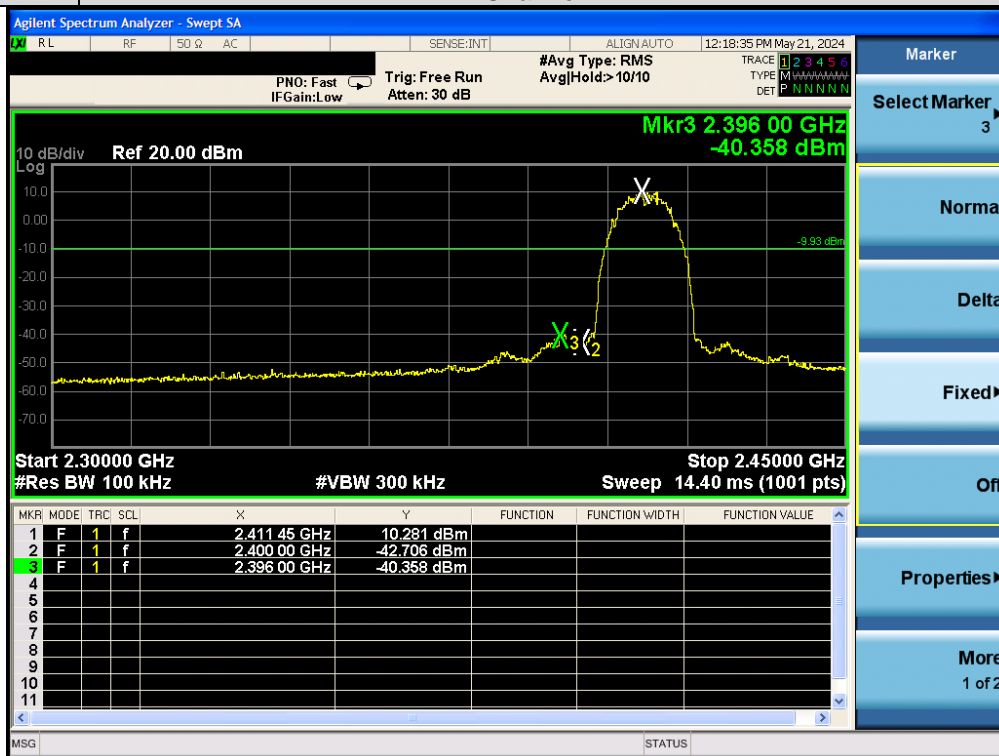 Agilent Spectrum Analyzer - Swept SA
LXI RL RF 50 Ω AC SENSE:INT ALIGNAUTO 12:18:35 PM May 21, 2024
PNO: Fast
IFGain:Low
Trig: Free Run
Atten: 30 dB
#Avg Type: RMS
Avg|Hold:>10/10
TRACE 1 2 3 4 5 6
TYPE M
DET P N N N N N
Mkr3 2.396 00 GHz
-40.358 dBm
10 dB/div Ref 20.00 dBm
Log
10.0
0.00
-10.0
-20.0
-30.0
-40.0
-50.0
-60.0
-70.0
-9.93 dBm
1
3
2
Start 2.30000 GHz Stop 2.45000 GHz
#Res BW 100 kHz #VBW 300 kHz Sweep 14.40 ms (1001 pts)
MKR MODE TRC SCL X Y FUNCTION FUNCTION WIDTH FUNCTION VALUE
1 F 1 f 2.411 45 GHz 10.281 dBm
2 F 1 f 2.400 00 GHz -42.706 dBm
3 F 1 f 2.396 00 GHz -40.358 dBm
4
5
6
7
8
9
10
11
MSG STATUS
Marker
Select Marker
3
Norma
Delta
Fixed
Off
Properties
More
1 of 2